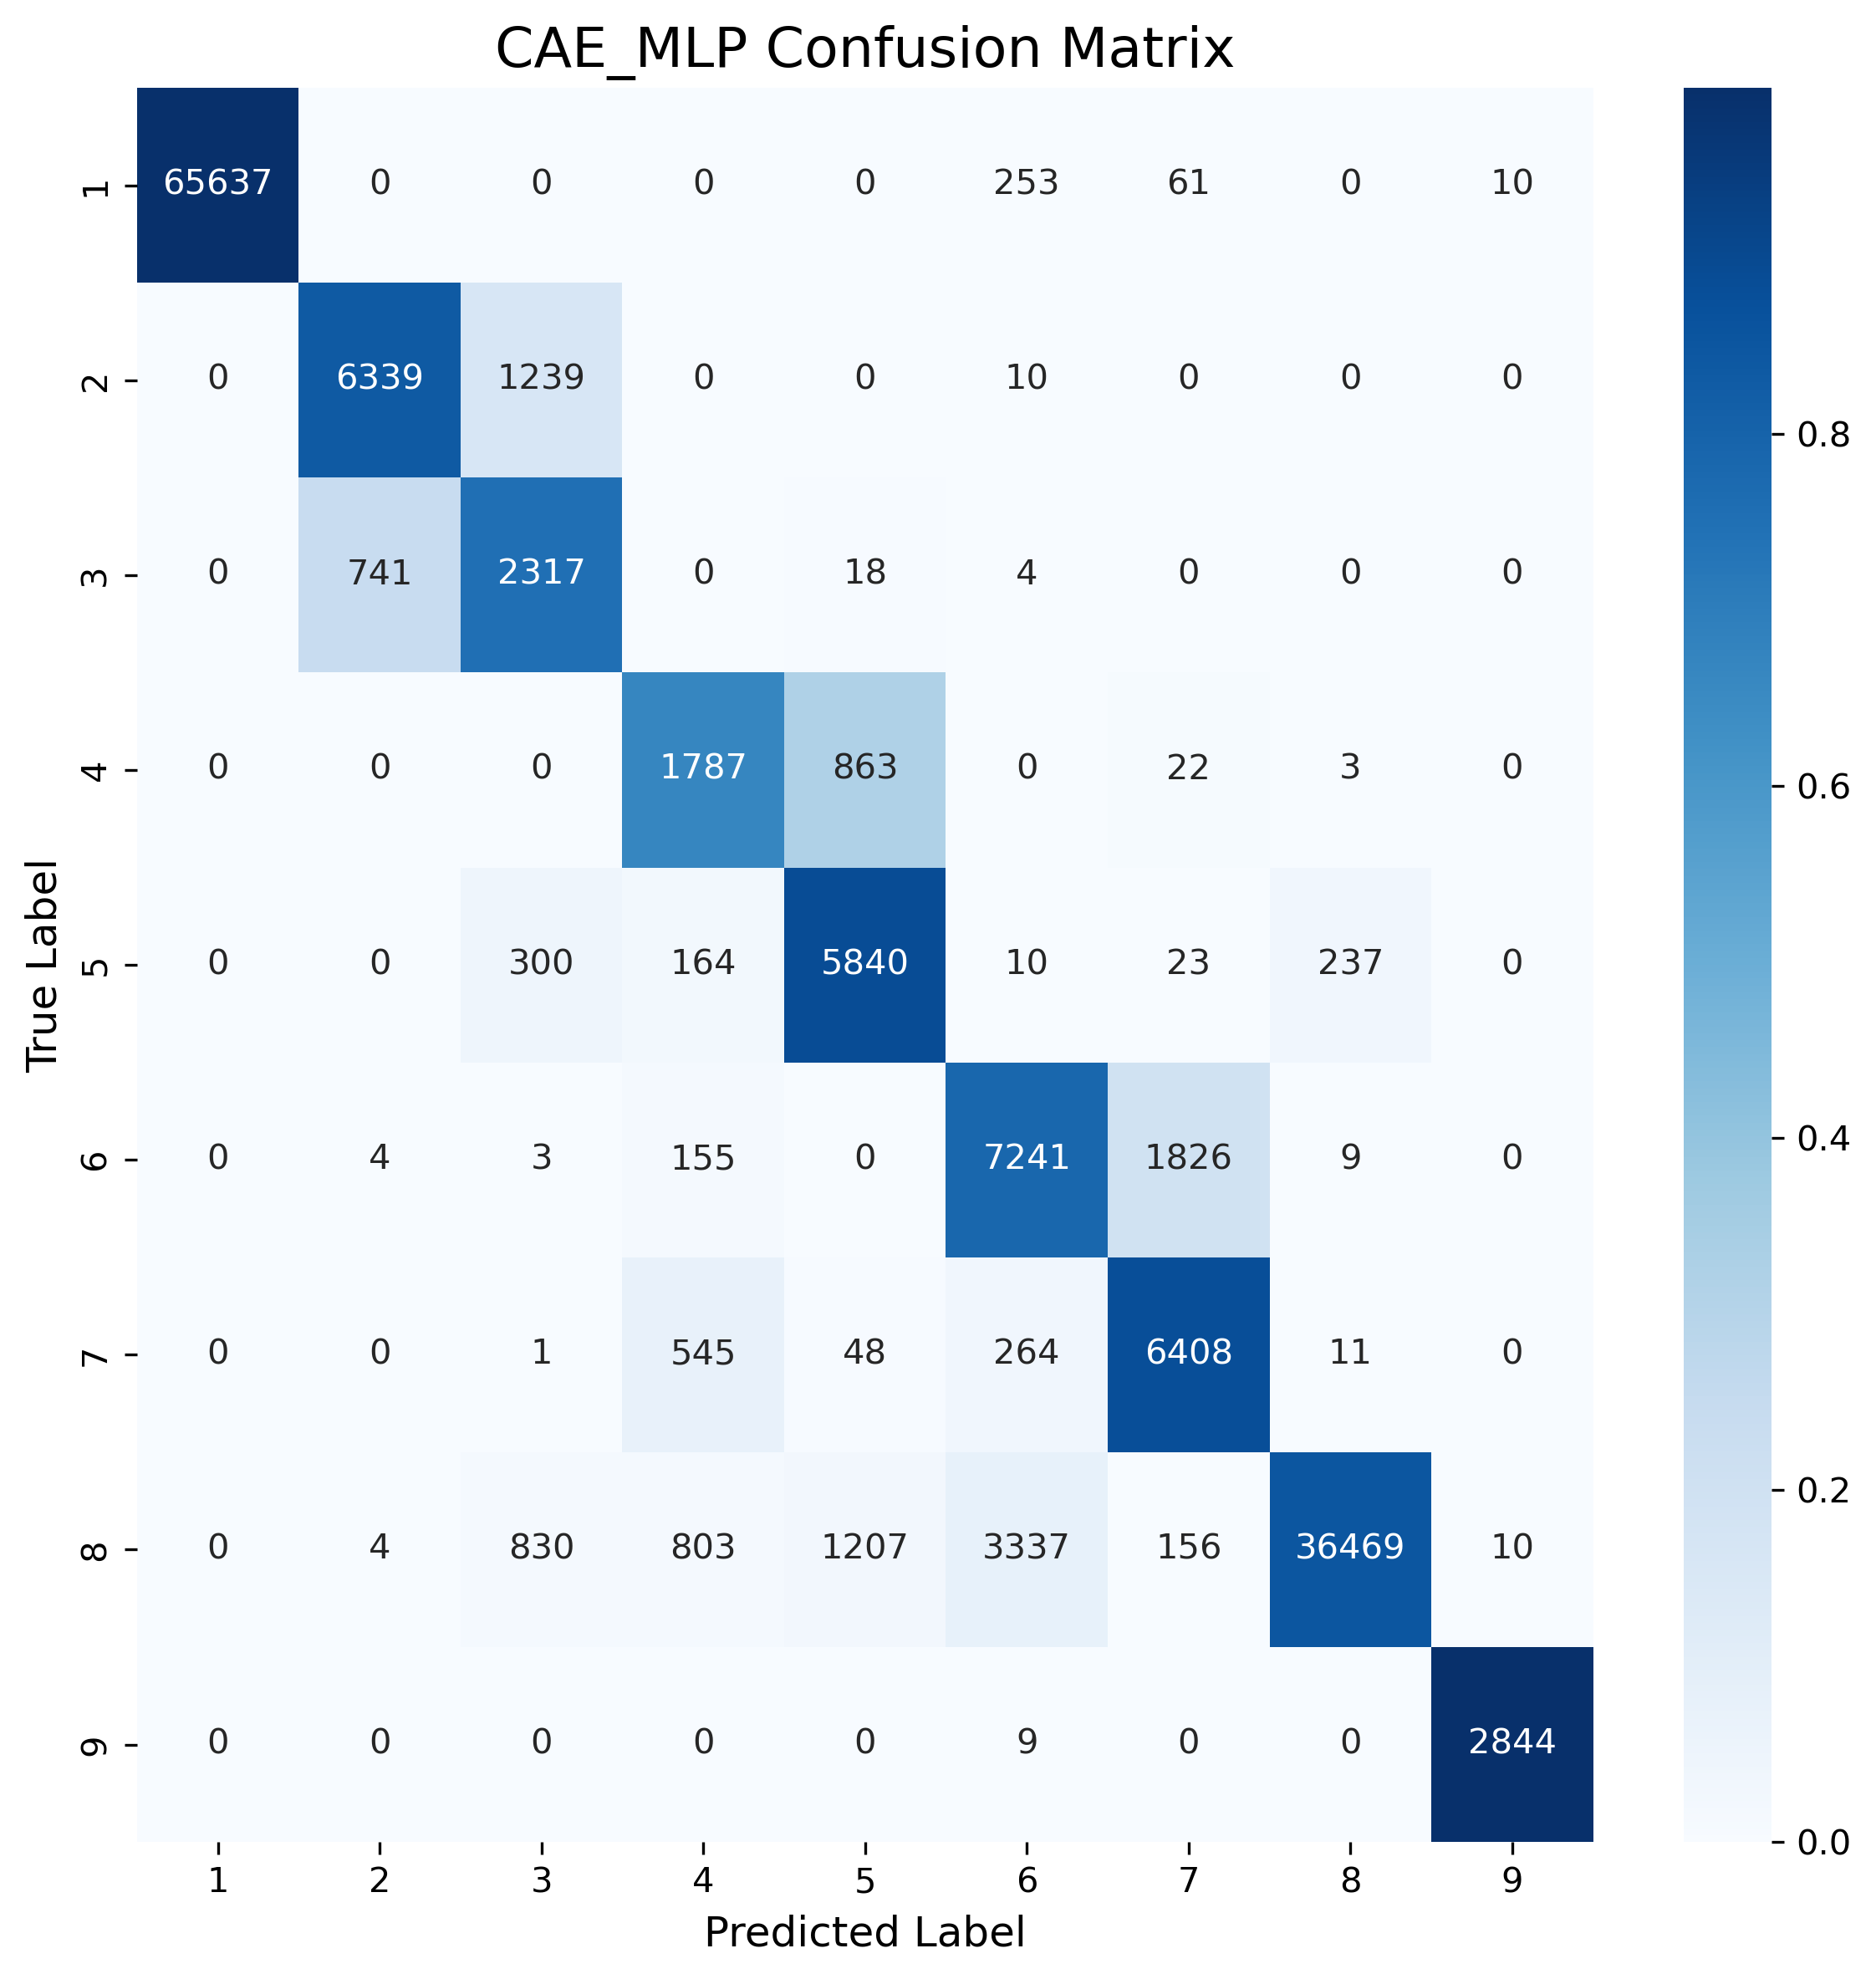 CAE_MLP Confusion Matrix
1 65637 0 0 0 0 253 61 0 10
2 0 6339 1239 0 0 10 0 0 0
3 0 741 2317 0 18 4 0 0 0
4 0 0 0 1787 863 0 22 3 0
5 0 0 300 164 5840 10 23 237 0
6 0 4 3 155 0 7241 1826 9 0
7 0 0 1 545 48 264 6408 11 0
8 0 4 830 803 1207 3337 156 36469 10
9 0 0 0 0 0 9 0 0 2844
1 2 3 4 5 6 7 8 9
Predicted Label
True Label
0.8
0.6
0.4
0.2
0.0